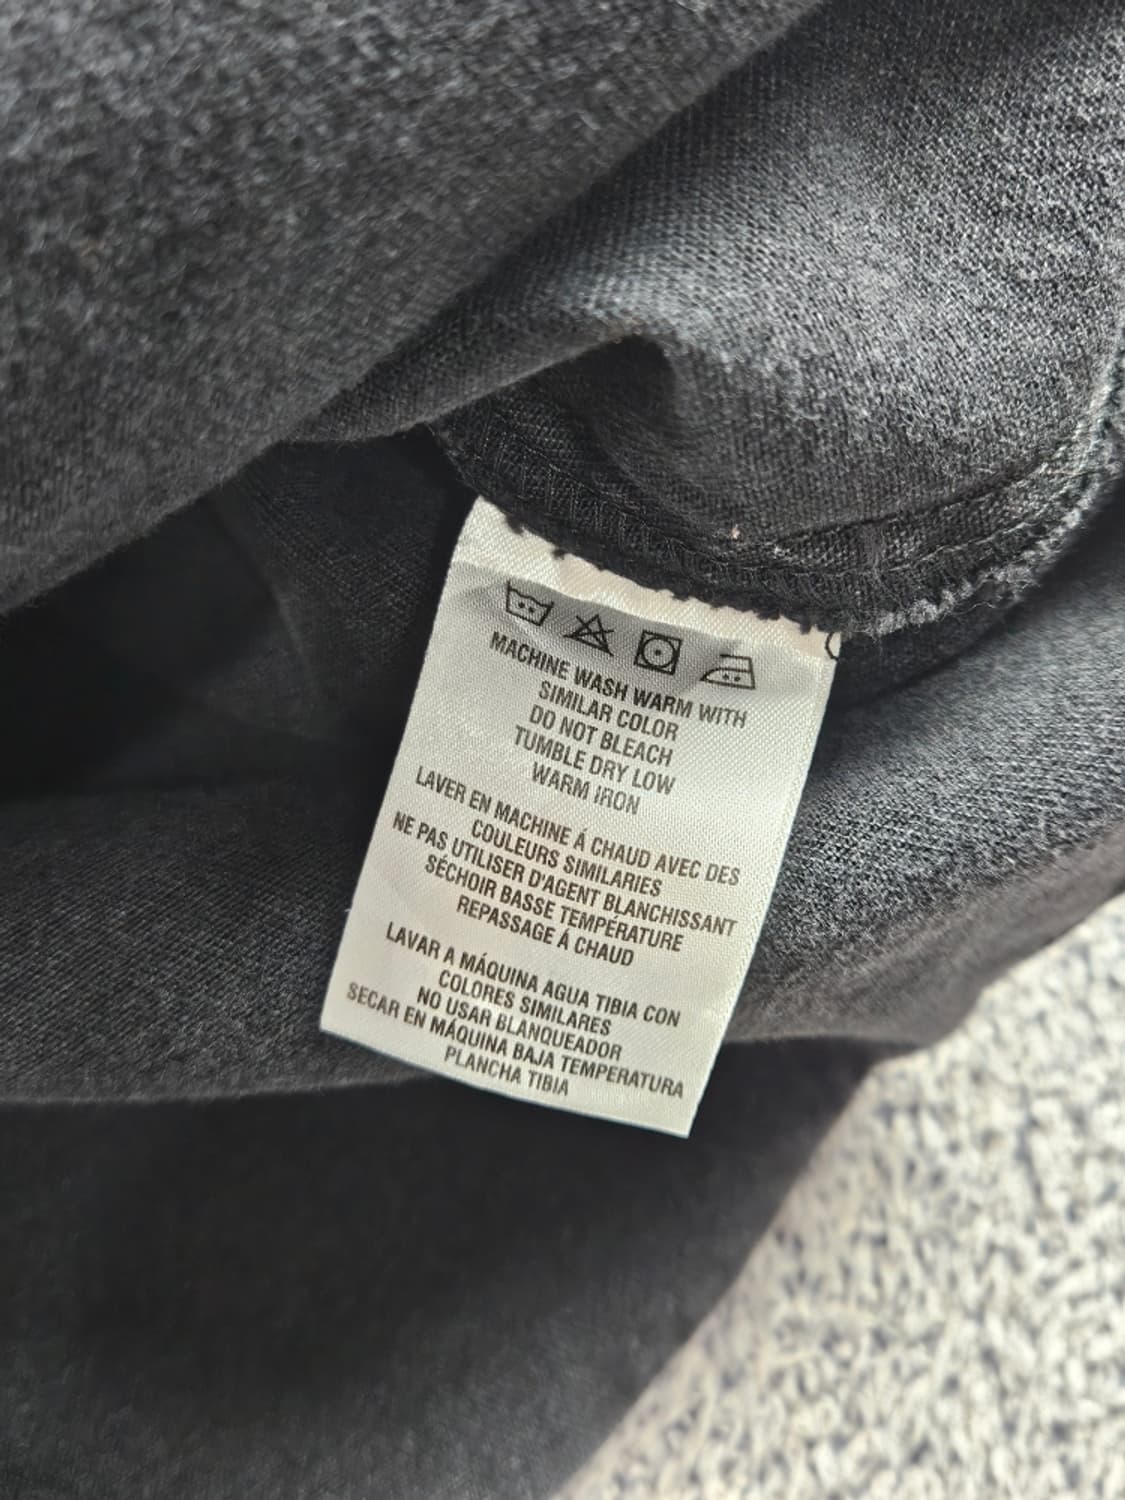 MACHINE WASH WARM WITH
SIMILAR COLOR
DO NOT BLEACH
TUMBLE DRY LOW
WARM IRON
LAVER EN MACHINE Á CHAUD AVEC DES
COULEURS SIMILARIES
NE PAS UTILISER D'AGENT BLANCHISSANT
SÉCHOIR BASSE TEMPÉRATURE
REPASSAGE Á CHAUD
LAVAR A MÁQUINA AGUA TIBIA CON
COLORES SIMILARES
NO USAR BLANQUEADOR
SECAR EN MÁQUINA BAJA TEMPERATURA
PLANCHA TIBIA